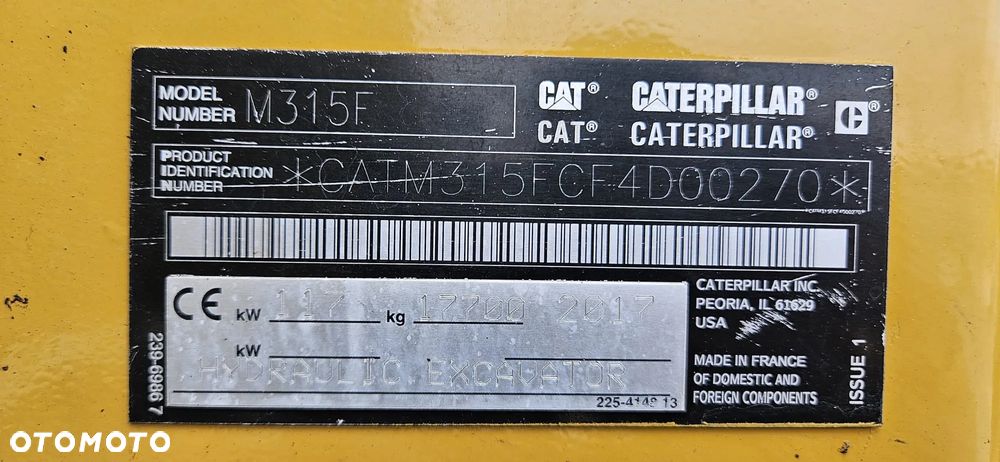 MODEL
NUMBER M315F
CAT® CATERPILLAR®
CAT® CATERPILLAR® C®
PRODUCT
IDENTIFICATION
NUMBER *CATM315FCF4D00270*
*CATM315FCF4D00270*
CE kW 117 kg 17700 2017
kW
HYDRAULIC EXCAVATOR
225-4148 13
239-6986 7
CATERPILLAR INC.
PEORIA, IL 61629
USA
MADE IN FRANCE
OF DOMESTIC AND
FOREIGN COMPONENTS
ISSUE 1
OTOMOTO